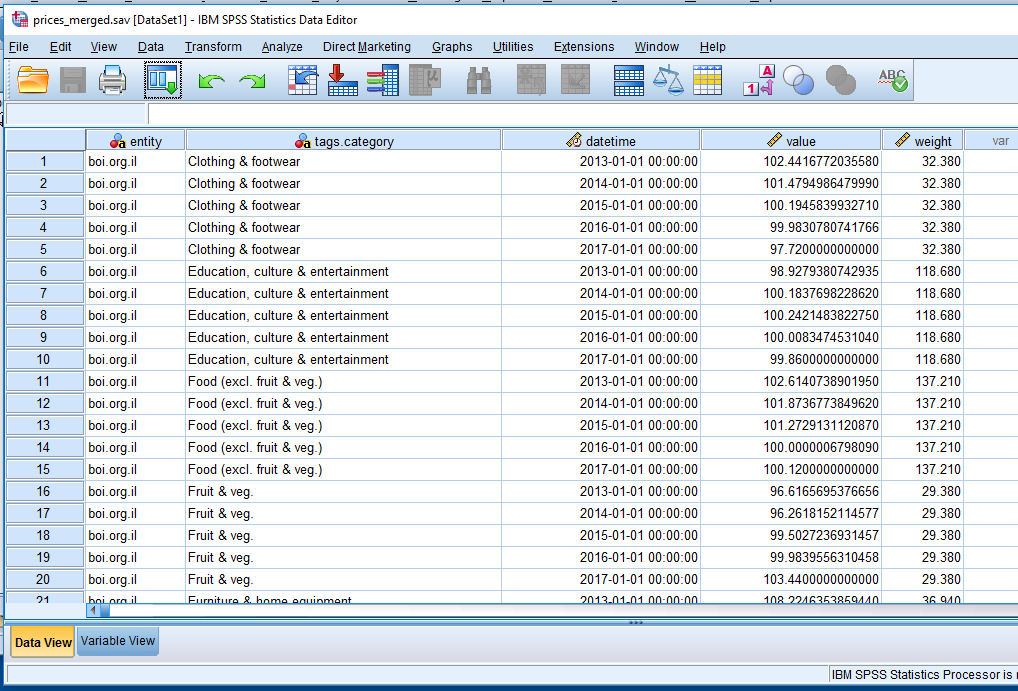 prices_merged.sav [DataSet1] - IBM SPSS Statistics Data Editor
File Edit View Data Transform Analyze Direct Marketing Graphs Utilities Extensions Window Help
entity tags.category datetime value weight var
1 boi.org.il Clothing & footwear 2013-01-01 00:00:00 102.4416772035580 32.380
2 boi.org.il Clothing & footwear 2014-01-01 00:00:00 101.4794986479990 32.380
3 boi.org.il Clothing & footwear 2015-01-01 00:00:00 100.1945839932710 32.380
4 boi.org.il Clothing & footwear 2016-01-01 00:00:00 99.9830780741766 32.380
5 boi.org.il Clothing & footwear 2017-01-01 00:00:00 97.7200000000000 32.380
6 boi.org.il Education, culture & entertainment 2013-01-01 00:00:00 98.9279380742935 118.680
7 boi.org.il Education, culture & entertainment 2014-01-01 00:00:00 100.1837698228620 118.680
8 boi.org.il Education, culture & entertainment 2015-01-01 00:00:00 100.2421483822750 118.680
9 boi.org.il Education, culture & entertainment 2016-01-01 00:00:00 100.0083474531040 118.680
10 boi.org.il Education, culture & entertainment 2017-01-01 00:00:00 99.8600000000000 118.680
11 boi.org.il Food (excl. fruit & veg.) 2013-01-01 00:00:00 102.6140738901950 137.210
12 boi.org.il Food (excl. fruit & veg.) 2014-01-01 00:00:00 101.8736773849620 137.210
13 boi.org.il Food (excl. fruit & veg.) 2015-01-01 00:00:00 101.2729131120870 137.210
14 boi.org.il Food (excl. fruit & veg.) 2016-01-01 00:00:00 100.0000006798090 137.210
15 boi.org.il Food (excl. fruit & veg.) 2017-01-01 00:00:00 100.1200000000000 137.210
16 boi.org.il Fruit & veg. 2013-01-01 00:00:00 96.6165695376656 29.380
17 boi.org.il Fruit & veg. 2014-01-01 00:00:00 96.2618152114577 29.380
18 boi.org.il Fruit & veg. 2015-01-01 00:00:00 99.5027236931457 29.380
19 boi.org.il Fruit & veg. 2016-01-01 00:00:00 99.9839556310458 29.380
20 boi.org.il Fruit & veg. 2017-01-01 00:00:00 103.4400000000000 29.380
21 boi.org.il Furniture & home equipment 2013-01-01 00:00:00 108.2246353859440 36.940
Data View Variable View
IBM SPSS Statistics Processor is